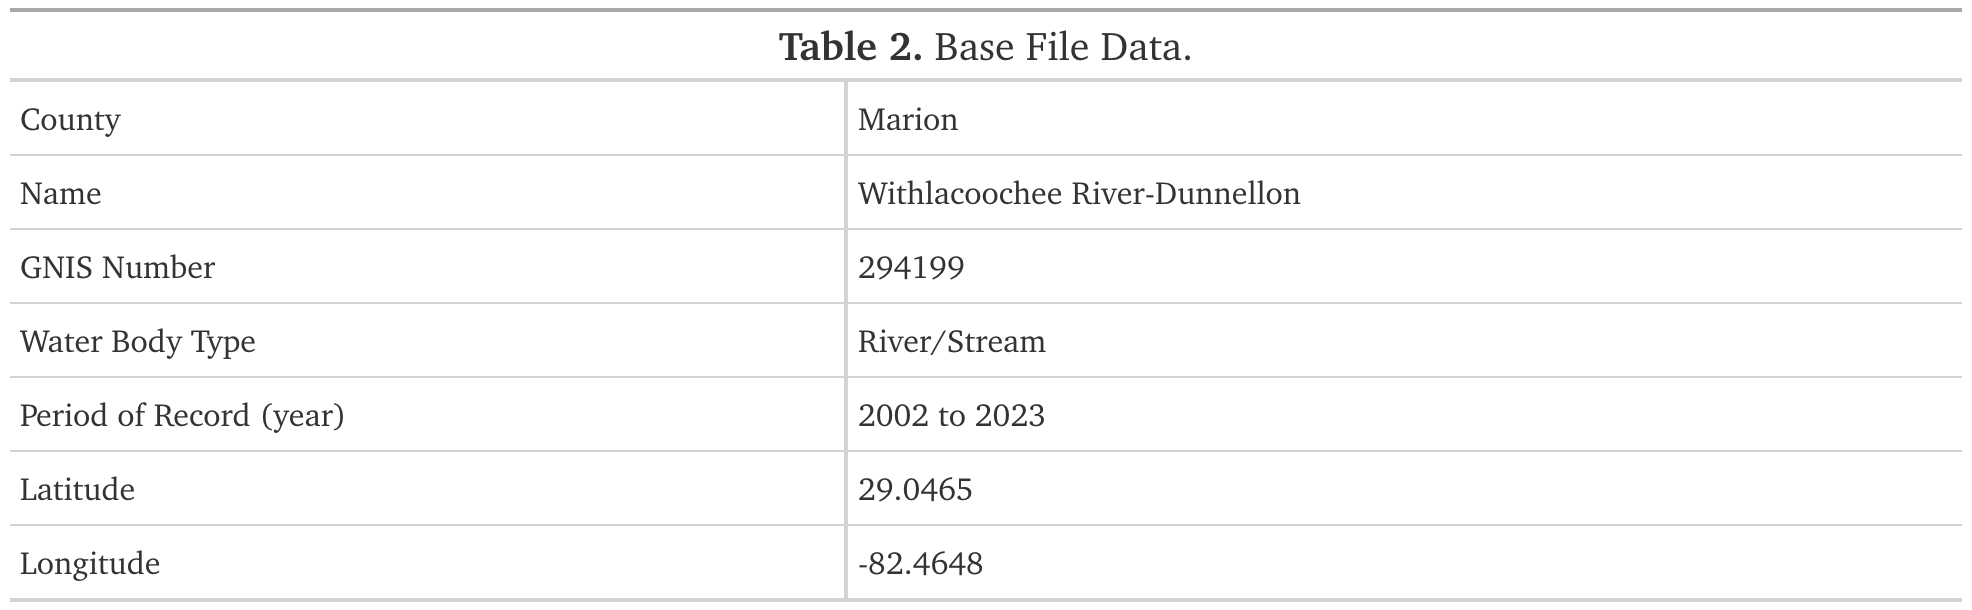 Table 2. Base File Data.
County Marion
Name Withlacoochee River-Dunnellon
GNIS Number 294199
Water Body Type River/Stream
Period of Record (year) 2002 to 2023
Latitude 29.0465
Longitude -82.4648